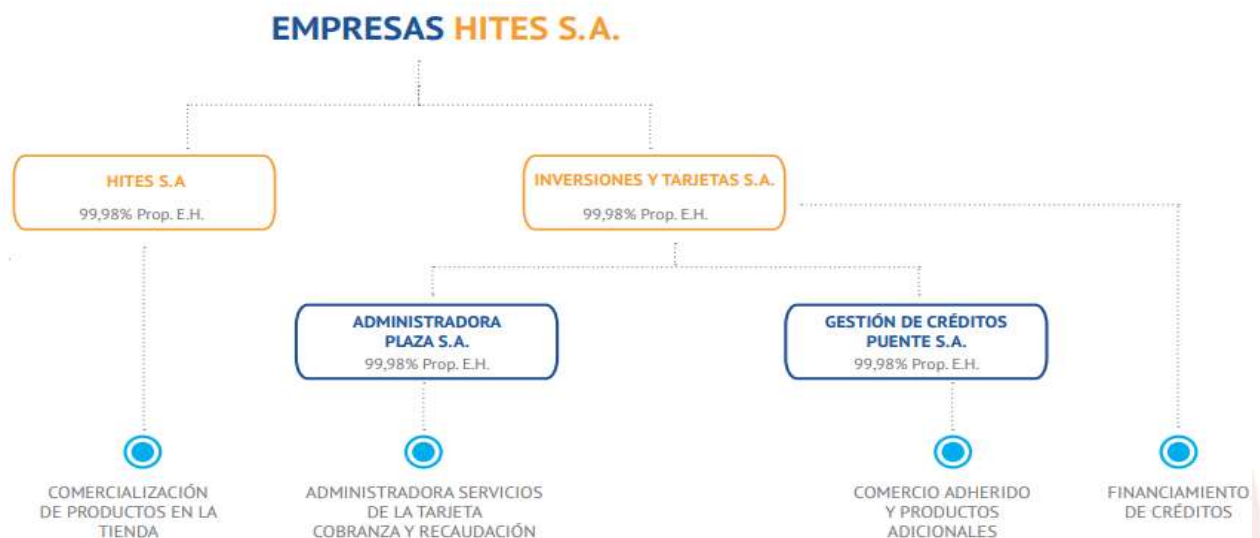 EMPRESAS HITES S.A.
HITES S.A
99,98% Prop. E.H.
INVERSIONES Y TARJETAS S.A.
99,98% Prop. E.H.
ADMINISTRADORA
PLAZA S.A.
99,98% Prop. E.H.
GESTIÓN DE CRÉDITOS
PUENTE S.A.
99,98% Prop. E.H.
COMERCIALIZACIÓN
DE PRODUCTOS EN LA
TIENDA
ADMINISTRADORA SERVICIOS
DE LA TARJETA
COBRANZA Y RECAUDACIÓN
COMERCIO ADHERIDO
Y PRODUCTOS
ADICIONALES
FINANCIAMIENTO
DE CRÉDITOS